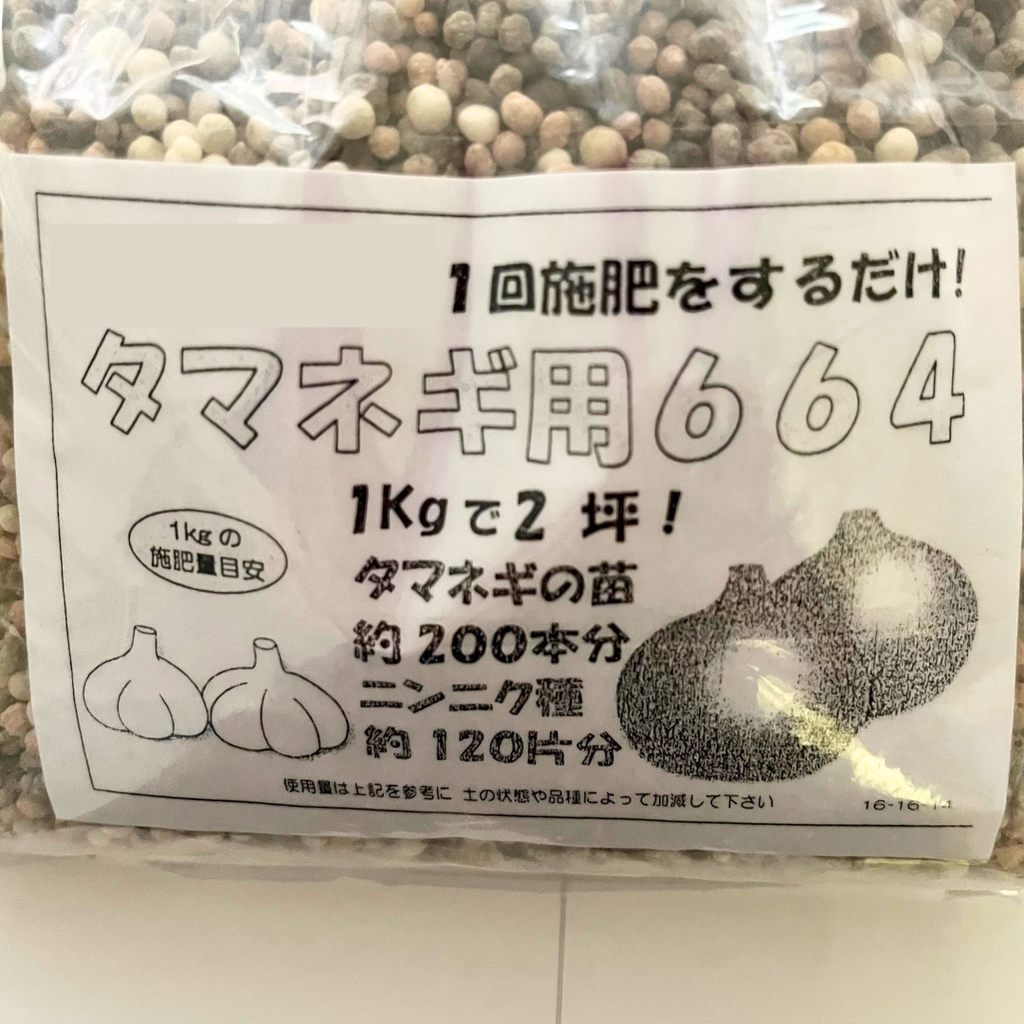 1回施肥をするだけ!
タマネギ用664
1Kgで2坪!
1kgの
施肥量目安
タマネギの苗
約200本分
ニンニク種
約120片分
使用量は上記を参考に 土の状態や品種によって加減して下さい
16-16-14